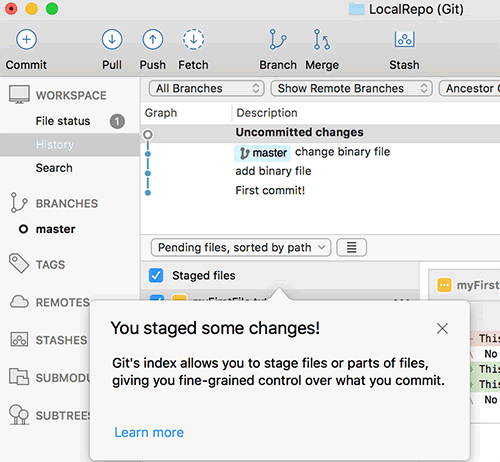 LocalRepo (Git)
Commit Pull Push Fetch Branch Merge Stash
WORKSPACE
File status 1
History
Search
BRANCHES
master
TAGS
REMOTES
STASHES
SUBMODU
SUBTREES
All Branches Show Remote Branches Ancestor
Graph Description
Uncommitted changes
master change binary file
add binary file
First commit!
Pending files, sorted by path
Staged files
myFirst
This
No
This
This
No
You staged some changes!
Git's index allows you to stage files or parts of files,
giving you fine-grained control over what you commit.
Learn more